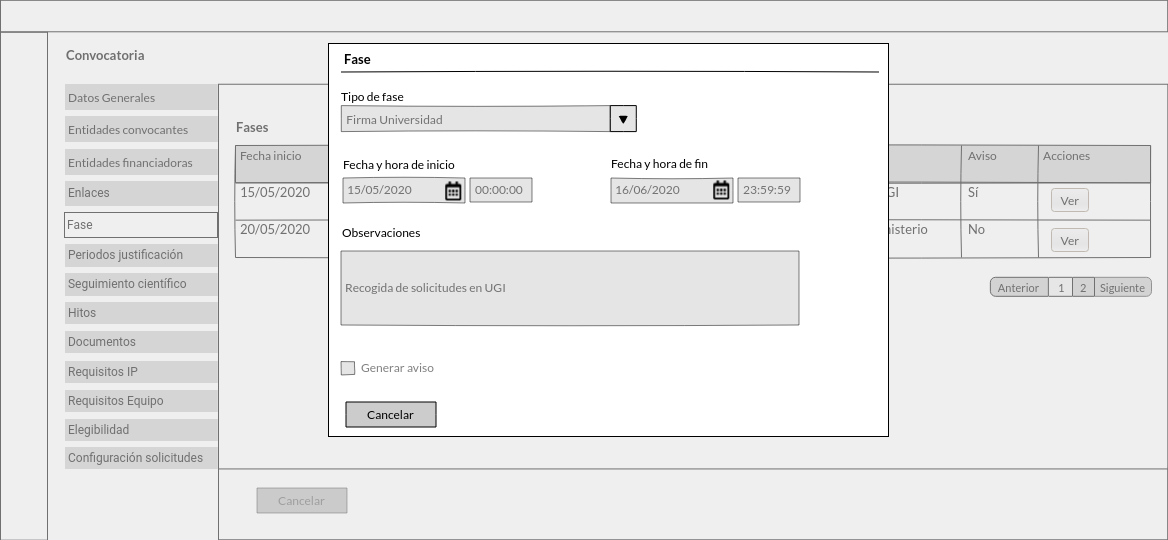 Convocatoria
Datos Generales
Entidades convocantes
Entidades financiadoras
Enlaces
Fase
Periodos justificación
Seguimiento científico
Hitos
Documentos
Requisitos IP
Requisitos Equipo
Elegibilidad
Configuración solicitudes
Fases
Fecha inicio
Aviso
Acciones
15/05/2020
GI
Sí
Ver
20/05/2020
isterio
No
Ver
Anterior 1 2 Siguiente
Cancelar
Fase
Tipo de fase
Firma Universidad
Fecha y hora de inicio
Fecha y hora de fin
15/05/2020 00:00:00
16/06/2020 23:59:59
Observaciones
Recogida de solicitudes en UGI
Generar aviso
Cancelar